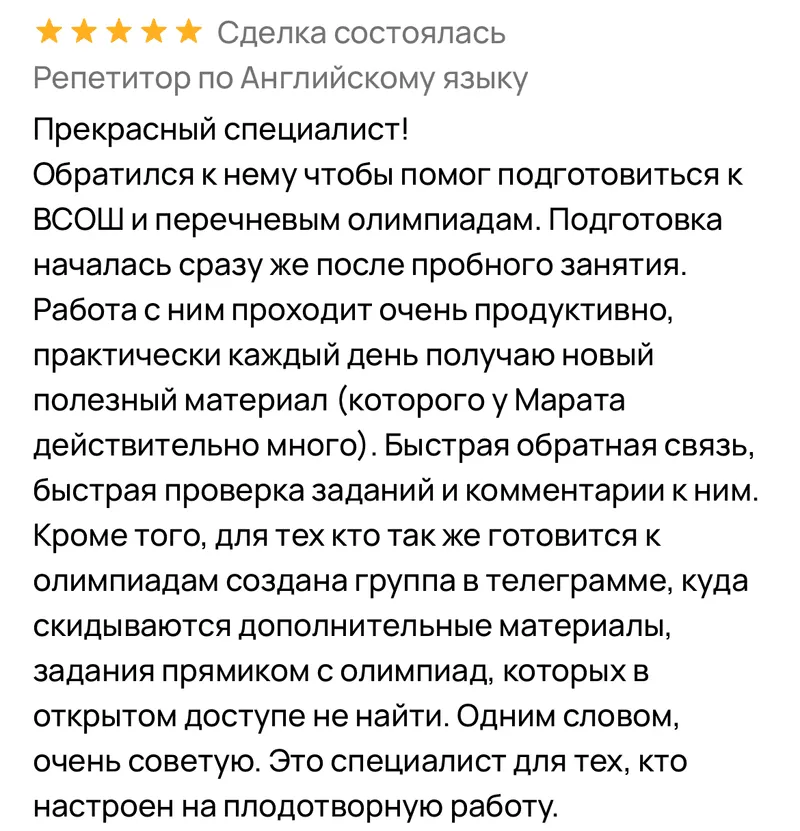 Сделка состоялась
Репетитор по Английскому языку
Прекрасный специалист!
Обратился к нему чтобы помог подготовиться к
ВСОШ и перечневым олимпиадам. Подготовка
началась сразу же после пробного занятия.
Работа с ним проходит очень продуктивно,
практически каждый день получаю новый
полезный материал (которого у Марата
действительно много). Быстрая обратная связь,
быстрая проверка заданий и комментарии к ним.
Кроме того, для тех кто так же готовится к
олимпиадам создана группа в телеграмме, куда
скидываются дополнительные материалы,
задания прямиком с олимпиад, которых в
открытом доступе не найти. Одним словом,
очень советую. Это специалист для тех, кто
настроен на плодотворную работу.